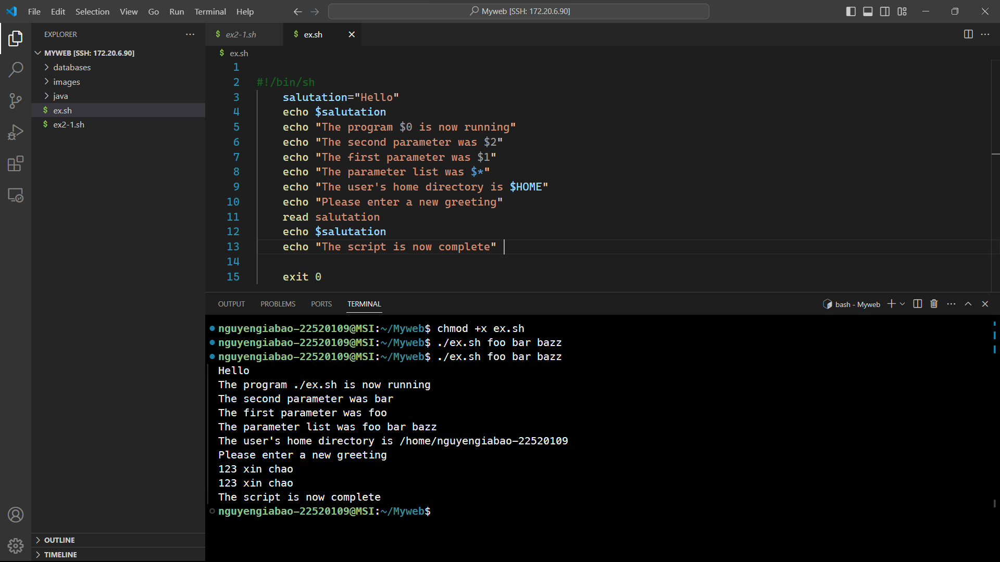 File Edit Selection View Go Run Terminal Help
Myweb [SSH: 172.20.6.90]
EXPLORER
MYWEB [SSH: 172.20.6.90]
databases
images
java
$ ex.sh
$ ex2-1.sh
OUTLINE
TIMELINE
$ ex2-1.sh
$ ex.sh
$ ex.sh
1
2 #!/bin/sh
3 salutation="Hello"
4 echo $salutation
5 echo "The program $0 is now running"
6 echo "The second parameter was $2"
7 echo "The first parameter was $1"
8 echo "The parameter list was $*"
9 echo "The user's home directory is $HOME"
10 echo "Please enter a new greeting"
11 read salutation
12 echo $salutation
13 echo "The script is now complete"
14
15 exit 0
OUTPUT PROBLEMS PORTS TERMINAL
bash - Myweb
nguyengiabao-22520109@MSI:~/Myweb$ chmod +x ex.sh
nguyengiabao-22520109@MSI:~/Myweb$ ./ex.sh foo bar bazz
nguyengiabao-22520109@MSI:~/Myweb$ ./ex.sh foo bar bazz
Hello
The program ./ex.sh is now running
The second parameter was bar
The first parameter was foo
The parameter list was foo bar bazz
The user's home directory is /home/nguyengiabao-22520109
Please enter a new greeting
123 xin chao
123 xin chao
The script is now complete
nguyengiabao-22520109@MSI:~/Myweb$